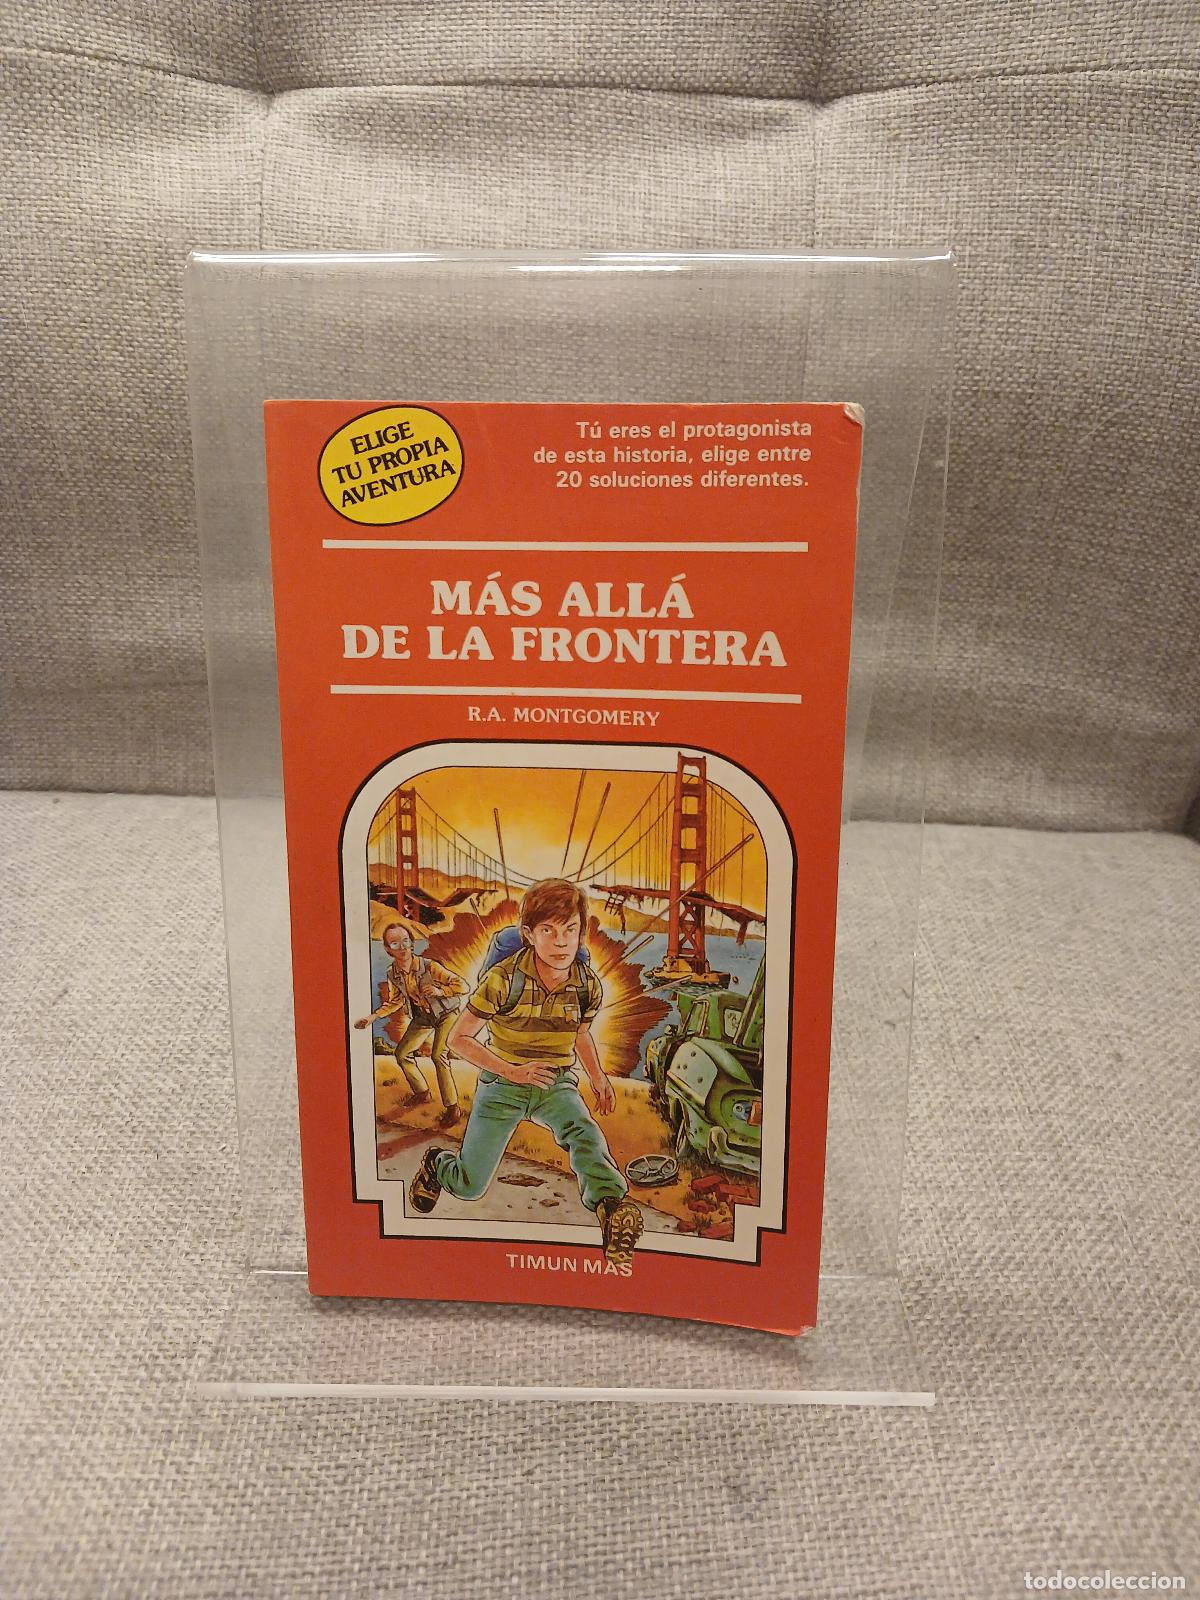 ELIGE
TU PROPIA
AVENTURA
Tú eres el protagonista
de esta historia, elige entre
20 soluciones diferentes.
MÁS ALLÁ
DE LA FRONTERA
R.A. MONTGOMERY
TIMUN MAS
todocoleccion